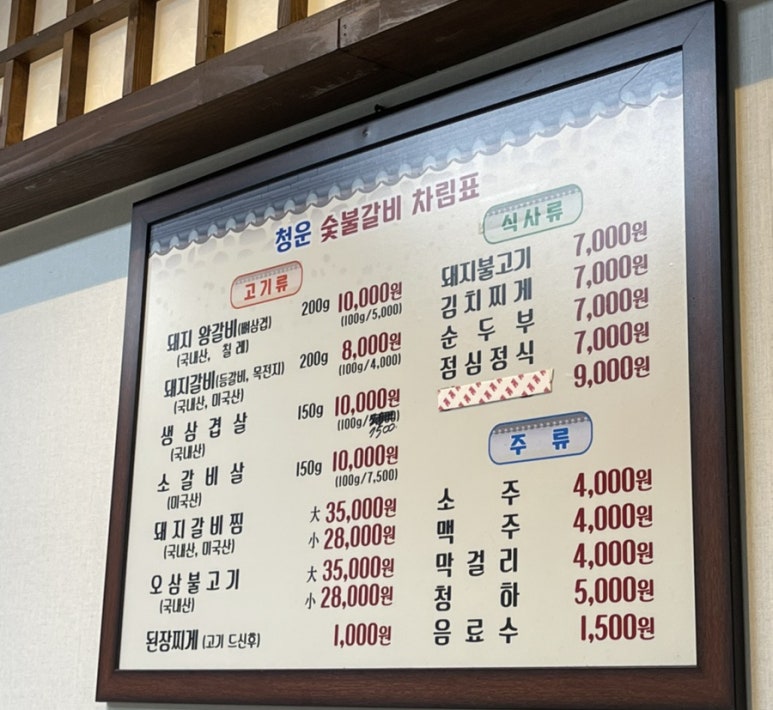 청운 숯불갈비 차림표
고기류
돼지 왕갈비(뼈삼겹) 200g 10,000원
(국내산, 칠레) (100g/5,000)
돼지갈비(등갈비, 목전지) 200g 8,000원
(국내산, 미국산) (100g/4,000)
생삼겹살 150g 10,000원
(국내산) (100g/
7500
소갈비살 150g 10,000원
(미국산) (100g/7,500)
돼지갈비찜 大 35,000원
(국내산, 미국산) 小 28,000원
오삼불고기 大 35,000원
(국내산) 小 28,000원
된장찌게 (고기 드신후) 1,000원
식사류
돼지불고기 7,000원
김치찌게 7,000원
순두부 7,000원
점심정식 7,000원
9,000원
주류
소주 4,000원
맥주 4,000원
막걸리 4,000원
청하 5,000원
음료수 1,500원